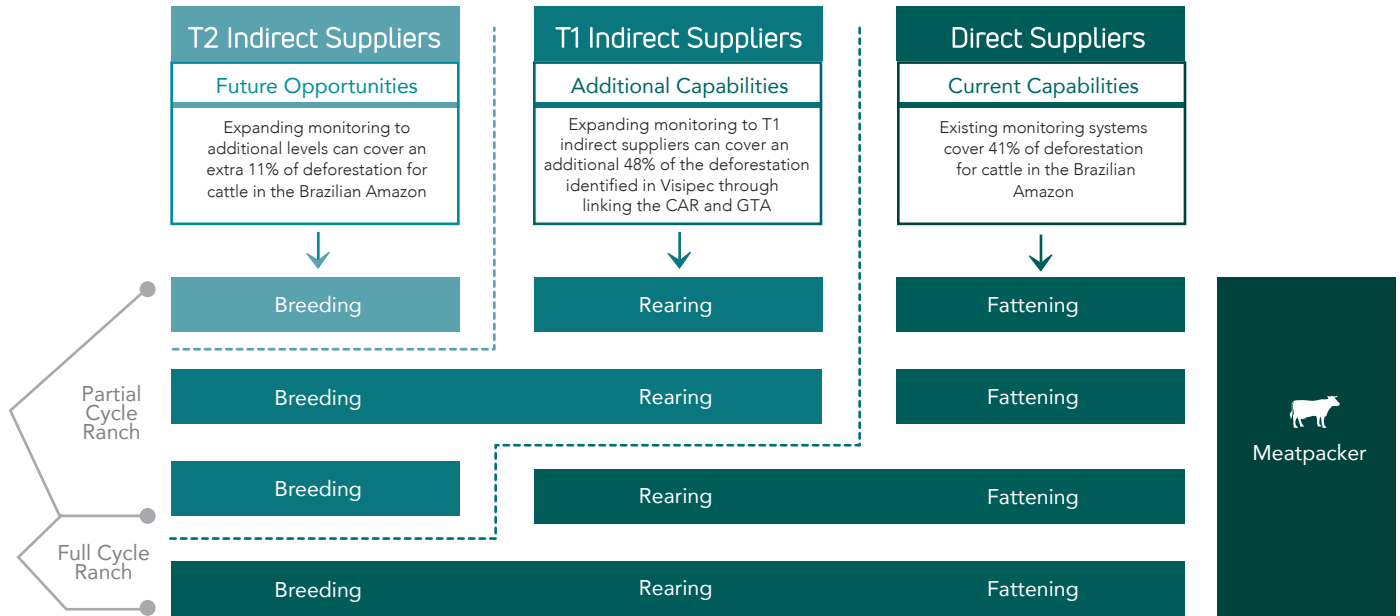 T2 Indirect Suppliers
Future Opportunities
Expanding monitoring to
additional levels can cover an
extra 11% of deforestation for
cattle in the Brazilian Amazon
T1 Indirect Suppliers
Additional Capabilities
Expanding monitoring to T1
indirect suppliers can cover an
additional 48% of the deforestation
identified in Visipec through
linking the CAR and GTA
Direct Suppliers
Current Capabilities
Existing monitoring systems
cover 41% of deforestation
for cattle in the Brazilian
Amazon
Partial
Cycle
Ranch
Full Cycle
Ranch
Breeding
Rearing
Fattening
Breeding
Rearing
Fattening
Breeding
Rearing
Fattening
Breeding
Rearing
Fattening
Meatpacker